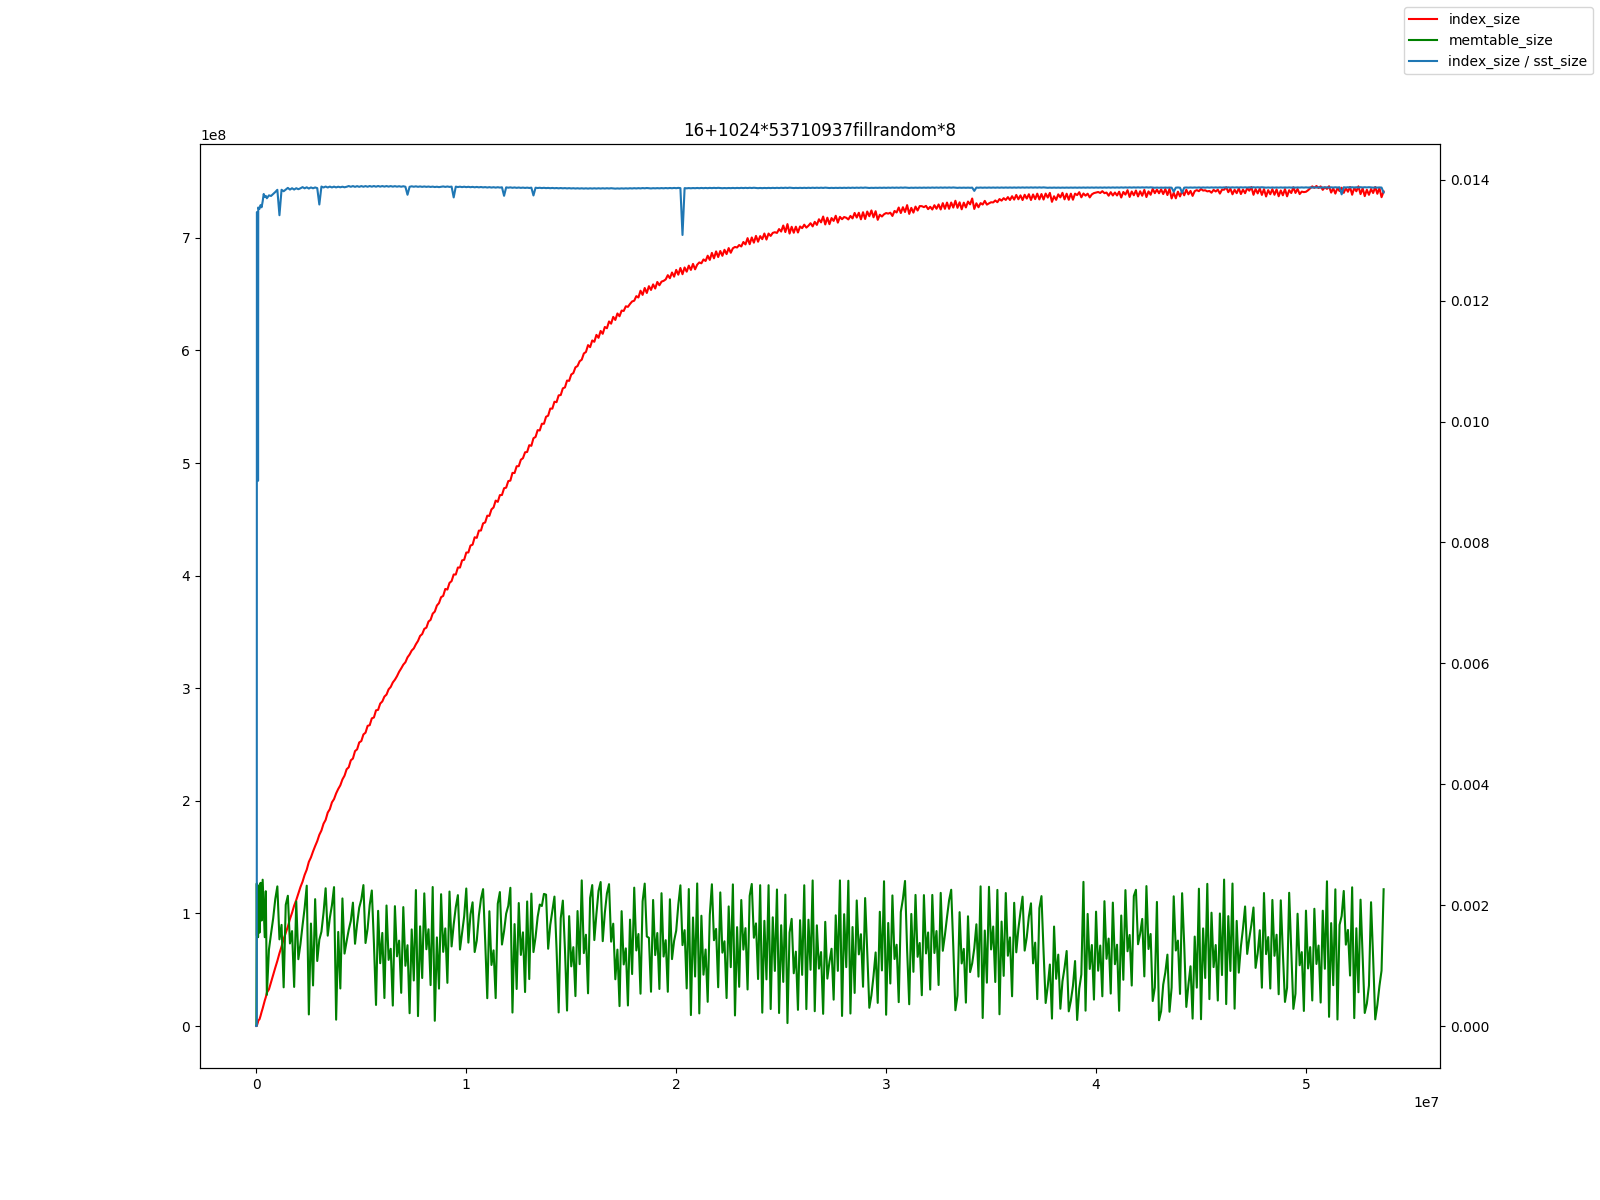 index_size
memtable_size
index_size / sst_size
16+1024*53710937fillrandom*8
1e8
7
6
5
4
3
2
1
0
0.014
0.012
0.010
0.008
0.006
0.004
0.002
0.000
0 1 2 3 4 5
1e7